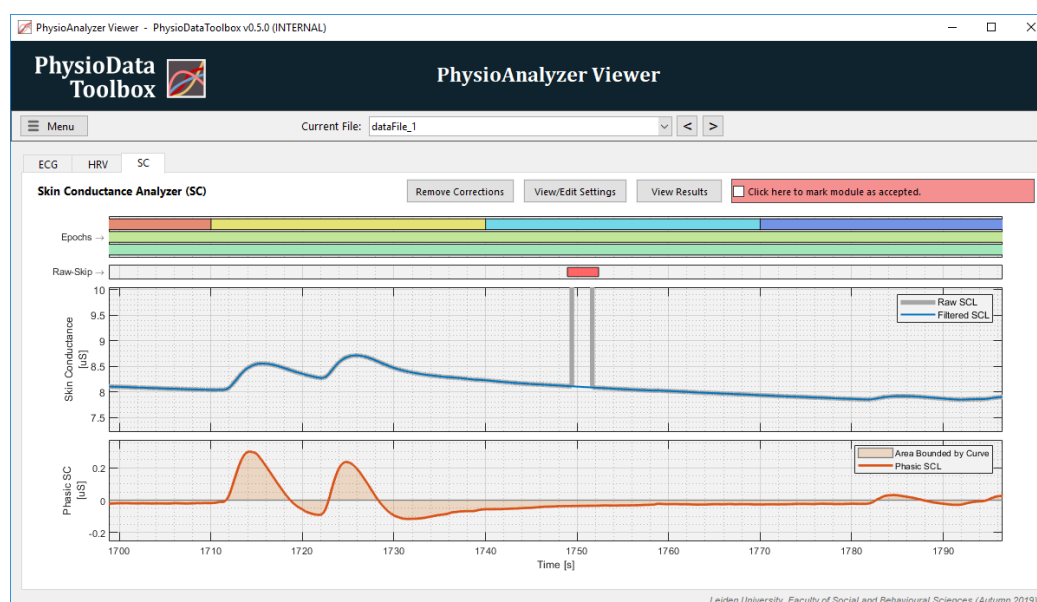 PhysioAnalyzer Viewer - PhysioDataToolbox v0.5.0 (INTERNAL)
PhysioData
Toolbox
PhysioAnalyzer Viewer
Menu
Current File: dataFile_1
< >
ECG HRV SC
Skin Conductance Analyzer (SC)
Remove Corrections View/Edit Settings View Results Click here to mark module as accepted.
Epochs →
Raw-Skip →
10
9.5
9
8.5
8
7.5
Skin Conductance
[uS]
Raw SCL
Filtered SCL
0.2
0
-0.2
Phasic SC
[uS]
Area Bounded by Curve
Phasic SCL
1700 1710 1720 1730 1740 1750 1760 1770 1780 1790
Time [s]
Leiden University, Faculty of Social and Behavioural Sciences (Autumn 2019)